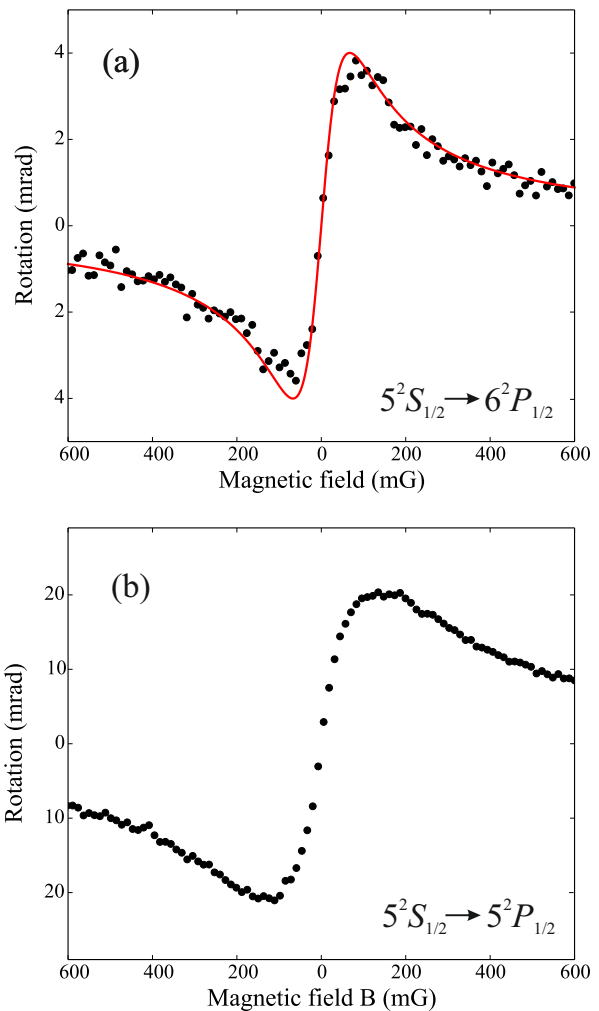 (a)
Rotation (mrad)
4
2
0
2
4
5²S₁/₂→6²P₁/₂
600 400 200 0 200 400 600
Magnetic field (mG)
(b)
Rotation (mrad)
20
10
0
10
20
5²S₁/₂→5²P₁/₂
600 400 200 0 200 400 600
Magnetic field B (mG)